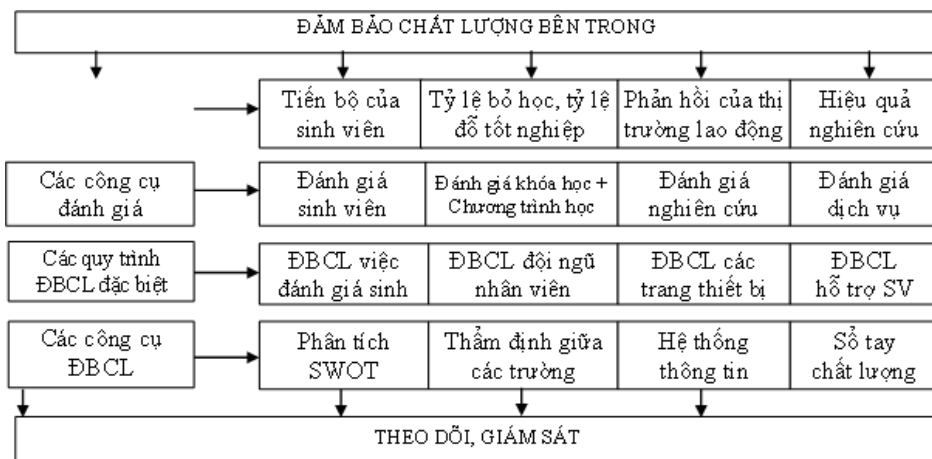 ĐẢM BẢO CHẤT LƯỢNG BÊN TRONG
Tiến bộ của
sinh viên
Tỷ lệ bỏ học, tỷ lệ
đỗ tốt nghiệp
Phản hồi của thị
trường lao động
Hiệu quả
nghiên cứu
Các công cụ
đánh giá
Đánh giá
sinh viên
Đánh giá khóa học +
Chương trình học
Đánh giá
nghiên cứu
Đánh giá
dịch vụ
Các quy trình
ĐBCL đặc biệt
ĐBCL việc
đánh giá sinh
ĐBCL đội ngũ
nhân viên
ĐBCL các
trang thiết bị
ĐBCL
hỗ trợ SV
Các công cụ
ĐBCL
Phân tích
SWOT
Thẩm định giữa
các trường
Hệ thống
thông tin
Sổ tay
chất lượng
THEO DÕI, GIÁM SÁT